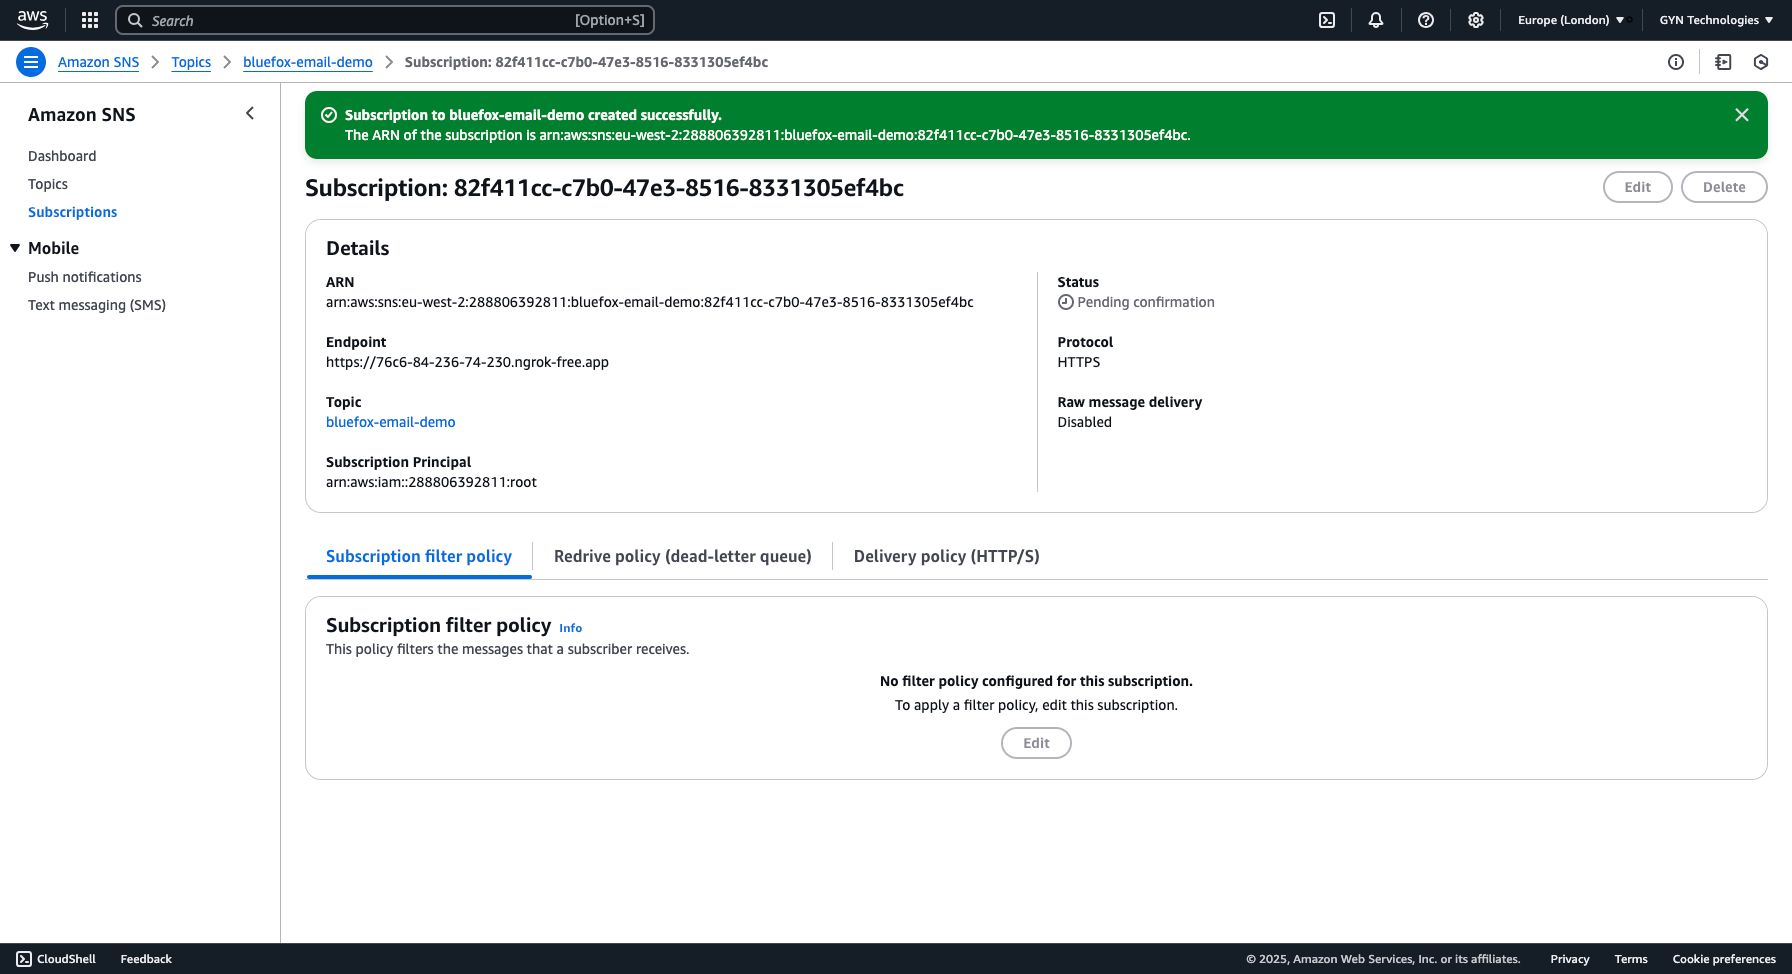 aws
Search
[Option+S]
Europe (London)
GYN Technologies
Amazon SNS
Topics
bluefox-email-demo
Subscription: 82f411cc-c7b0-47e3-8516-8331305ef4bc
Amazon SNS
Dashboard
Topics
Subscriptions
Mobile
Push notifications
Text messaging (SMS)
Subscription to bluefox-email-demo created successfully.
The ARN of the subscription is arn:aws:sns:eu-west-2:288806392811:bluefox-email-demo:82f411cc-c7b0-47e3-8516-8331305ef4bc.
Subscription: 82f411cc-c7b0-47e3-8516-8331305ef4bc
Edit
Delete
Details
ARN
arn:aws:sns:eu-west-2:288806392811:bluefox-email-demo:82f411cc-c7b0-47e3-8516-8331305ef4bc
Endpoint
https://76c6-84-236-74-230.ngrok-free.app
Topic
bluefox-email-demo
Subscription Principal
arn:aws:iam::288806392811:root
Status
Pending confirmation
Protocol
HTTPS
Raw message delivery
Disabled
Subscription filter policy
Redrive policy (dead-letter queue)
Delivery policy (HTTP/S)
Subscription filter policy Info
This policy filters the messages that a subscriber receives.
No filter policy configured for this subscription.
To apply a filter policy, edit this subscription.
Edit
CloudShell
Feedback
© 2025, Amazon Web Services, Inc. or its affiliates.
Privacy
Terms
Cookie preferences